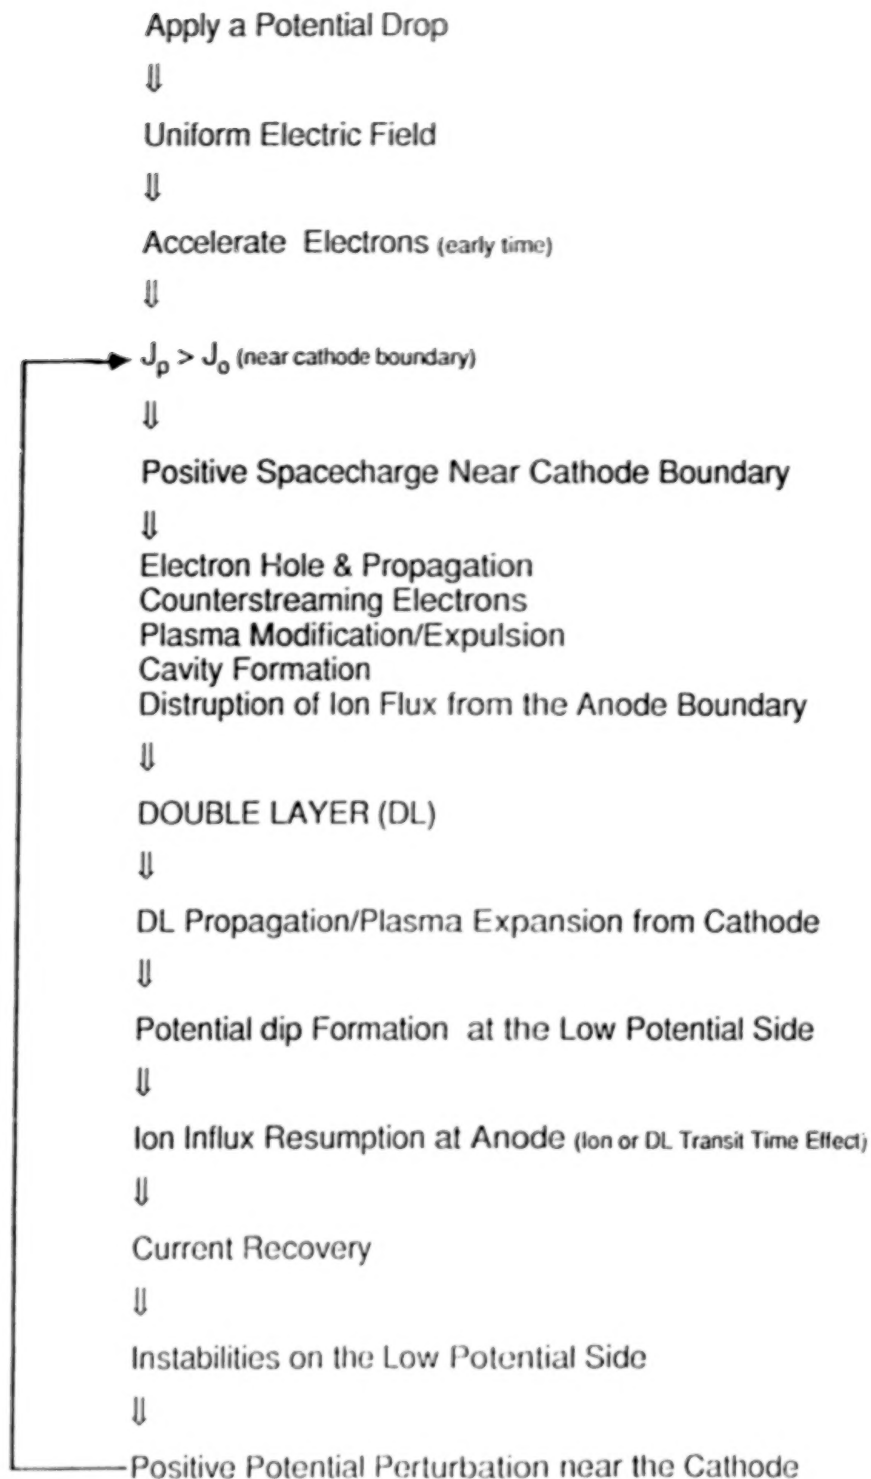 Apply a Potential Drop
⇓
Uniform Electric Field
⇓
Accelerate Electrons (early time)
⇓
Jp > Jo (near cathode boundary)
⇓
Positive Spacecharge Near Cathode Boundary
⇓
Electron Hole & Propagation
Counterstreaming Electrons
Plasma Modification/Expulsion
Cavity Formation
Distruption of Ion Flux from the Anode Boundary
⇓
DOUBLE LAYER (DL)
⇓
DL Propagation/Plasma Expansion from Cathode
⇓
Potential dip Formation at the Low Potential Side
⇓
Ion Influx Resumption at Anode (Ion or DL Transit Time Effect)
⇓
Current Recovery
⇓
Instabilities on the Low Potential Side
⇓
Positive Potential Perturbation near the Cathode